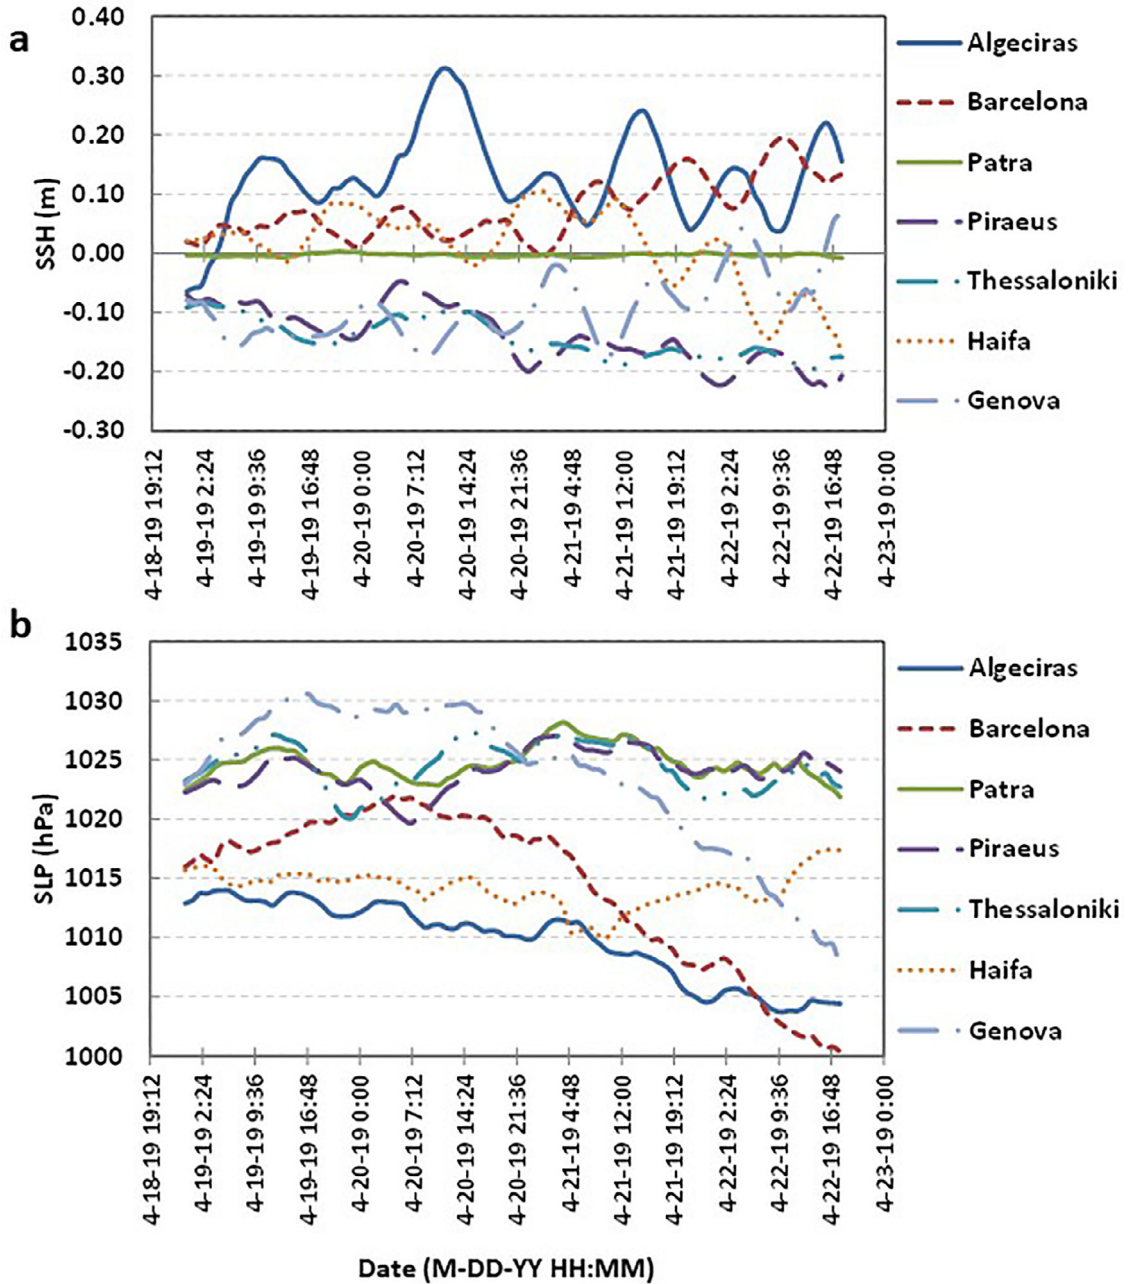 a
SSH (m)
0.40
0.30
0.20
0.10
0.00
-0.10
-0.20
-0.30
4-18-19 19:12
4-19-19 2:24
4-19-19 9:36
4-19-19 16:48
4-20-19 0:00
4-20-19 7:12
4-20-19 14:24
4-20-19 21:36
4-21-19 4:48
4-21-19 12:00
4-21-19 19:12
4-22-19 2:24
4-22-19 9:36
4-22-19 16:48
4-23-19 0:00
Algeciras
Barcelona
Patra
Piraeus
Thessaloniki
Haifa
Genova
b
SLP (hPa)
1035
1030
1025
1020
1015
1010
1005
1000
4-18-19 19:12
4-19-19 2:24
4-19-19 9:36
4-19-19 16:48
4-20-19 0:00
4-20-19 7:12
4-20-19 14:24
4-20-19 21:36
4-21-19 4:48
4-21-19 12:00
4-21-19 19:12
4-22-19 2:24
4-22-19 9:36
4-22-19 16:48
4-23-19 0:00
Algeciras
Barcelona
Patra
Piraeus
Thessaloniki
Haifa
Genova
Date (M-DD-YY HH:MM)